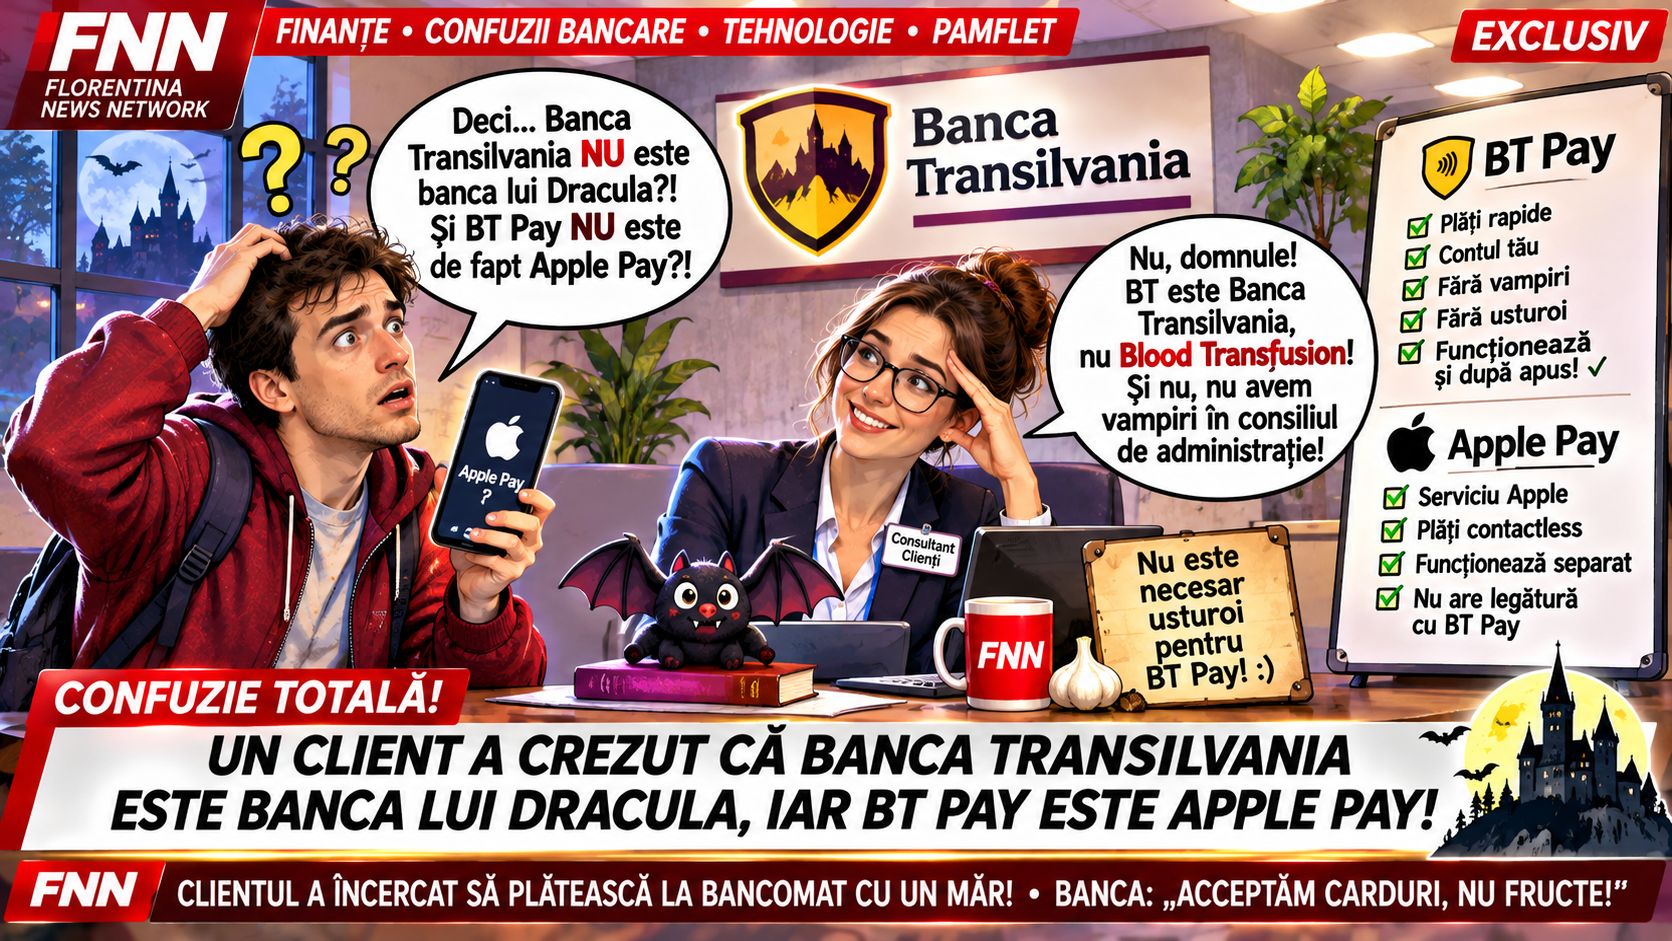 FNN
FLORENTINA
NEWS NETWORK
FINANȚE • CONFUZII BANCARE • TEHNOLOGIE • PAMFLET
EXCLUSIV
? ?
Deci... Banca
Transilvania NU este
banca lui Dracula?!
Și BT Pay NU este
de fapt Apple Pay?!
Banca
Transilvania
Nu, domnule!
BT este Banca
Transilvania,
nu Blood Transfusion!
Și nu, nu avem
vampiri în consiliul
de administrație!
BT Pay
Plăți rapide
Contul tău
Fără vampiri
Fără usturoi
Funcționează
și după apus! ✓
Apple Pay
Serviciu Apple
Plăți contactless
Funcționează separat
Nu are legătură
cu BT Pay
Apple Pay
?
Consultant
Clienți
FNN
Nu este
necesar
usturoi
pentru
BT Pay! :)
CONFUZIE TOTALĂ!
UN CLIENT A CREZUT CĂ BANCA TRANSILVANIA
ESTE BANCA LUI DRACULA, IAR BT PAY ESTE APPLE PAY!
FNN
CLIENTUL A ÎNCERCAT SĂ PLĂTEASCĂ LA BANCOMAT CU UN MĂR! • BANCA: „ACCEPTĂM CARDURI, NU FRUCTE!”